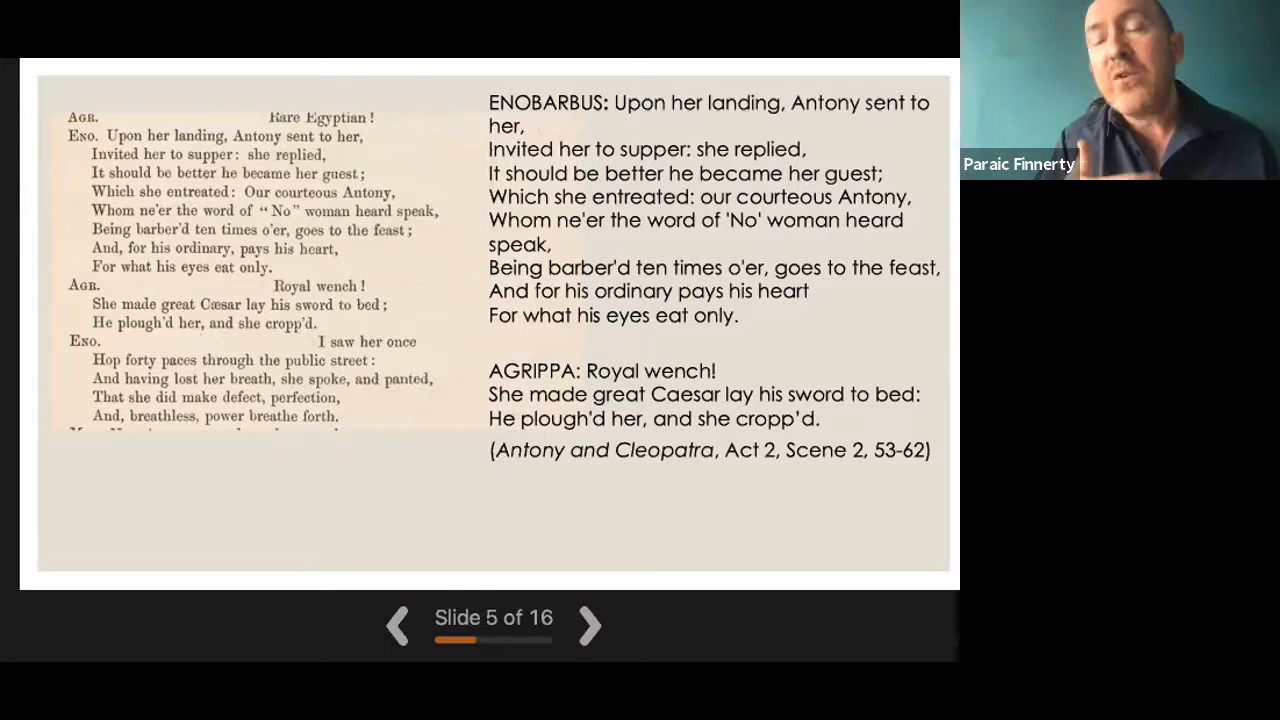 AGR. Rare Egyptian !
ENO. Upon her landing, Antony sent to her,
Invited her to supper: she replied,
It should be better he became her guest;
Which she entreated: Our courteous Antony,
Whom ne'er the word of “ No” woman heard speak,
Being barber'd ten times o'er, goes to the feast;
And, for his ordinary, pays his heart,
For what his eyes eat only.
AGR. Royal wench !
She made great Cæsar lay his sword to bed;
He plough'd her, and she cropp'd.
ENO. I saw her once
Hop forty paces through the public street:
And having lost her breath, she spoke, and panted,
That she did make defect, perfection,
And, breathless, power breathe forth.
ENOBARBUS: Upon her landing, Antony sent to
her,
Invited her to supper: she replied,
It should be better he became her guest;
Which she entreated: our courteous Antony,
Whom ne'er the word of 'No' woman heard
speak,
Being barber'd ten times o'er, goes to the feast,
And for his ordinary pays his heart
For what his eyes eat only.
AGRIPPA: Royal wench!
She made great Caesar lay his sword to bed:
He plough'd her, and she cropp’d.
(Antony and Cleopatra, Act 2, Scene 2, 53-62)
Paraic Finnerty
Slide 5 of 16